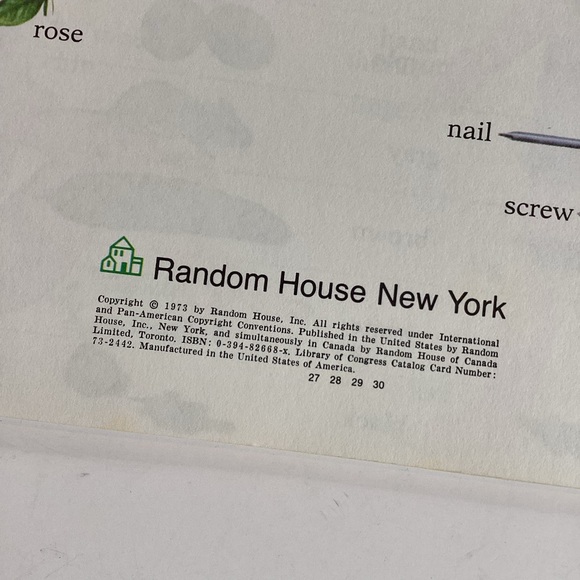 rose
nail
screw
Random House New York
Copyright © 1973 by Random House, Inc. All rights reserved under International
and Pan-American Copyright Conventions. Published in the United States by Random
House, Inc., New York, and simultaneously in Canada by Random House of Canada
Limited, Toronto. ISBN: 0-394-82668-x. Library of Congress Catalog Card Number:
73-2442. Manufactured in the United States of America.
27 28 29 30